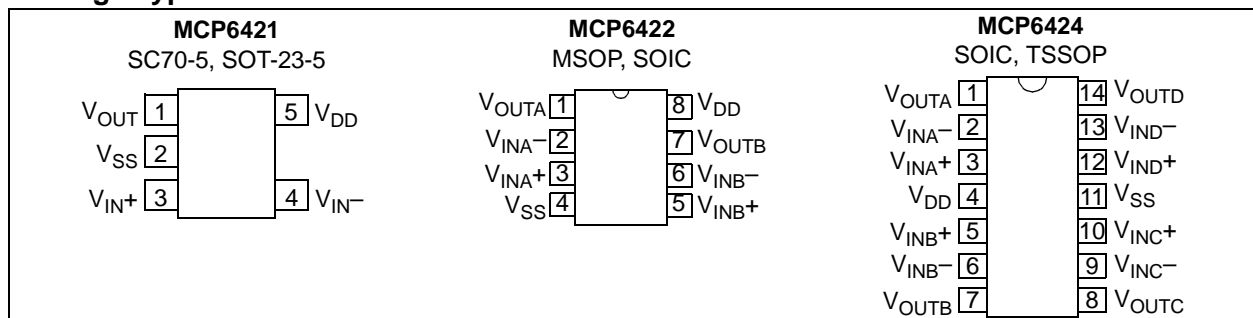 MCP6421
SC70-5, SOT-23-5
VOUT 1
5 VDD
VSS 2
VIN+ 3
4 VIN–
MCP6422
MSOP, SOIC
VOUTA 1
8 VDD
VINA– 2
7 VOUTB
VINA+ 3
6 VINB–
VSS 4
5 VINB+
MCP6424
SOIC, TSSOP
VOUTA 1
14 VOUTD
VINA– 2
13 VIND–
VINA+ 3
12 VIND+
VDD 4
11 VSS
VINB+ 5
10 VINC+
VINB– 6
9 VINC–
VOUTB 7
8 VOUTC